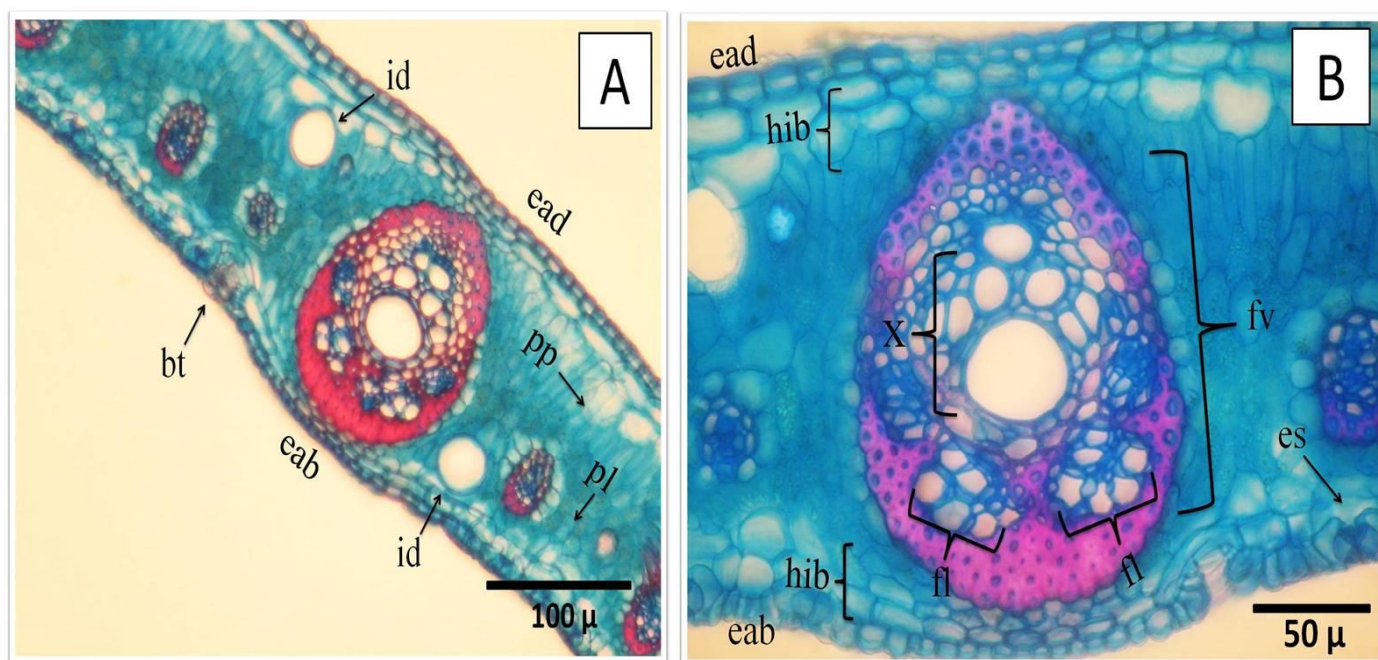 A
id
ead
bt
pp
eab
pl
id
100 μ
B
ead
hib
X
fv
es
fl
fl
hib
eab
50 μ